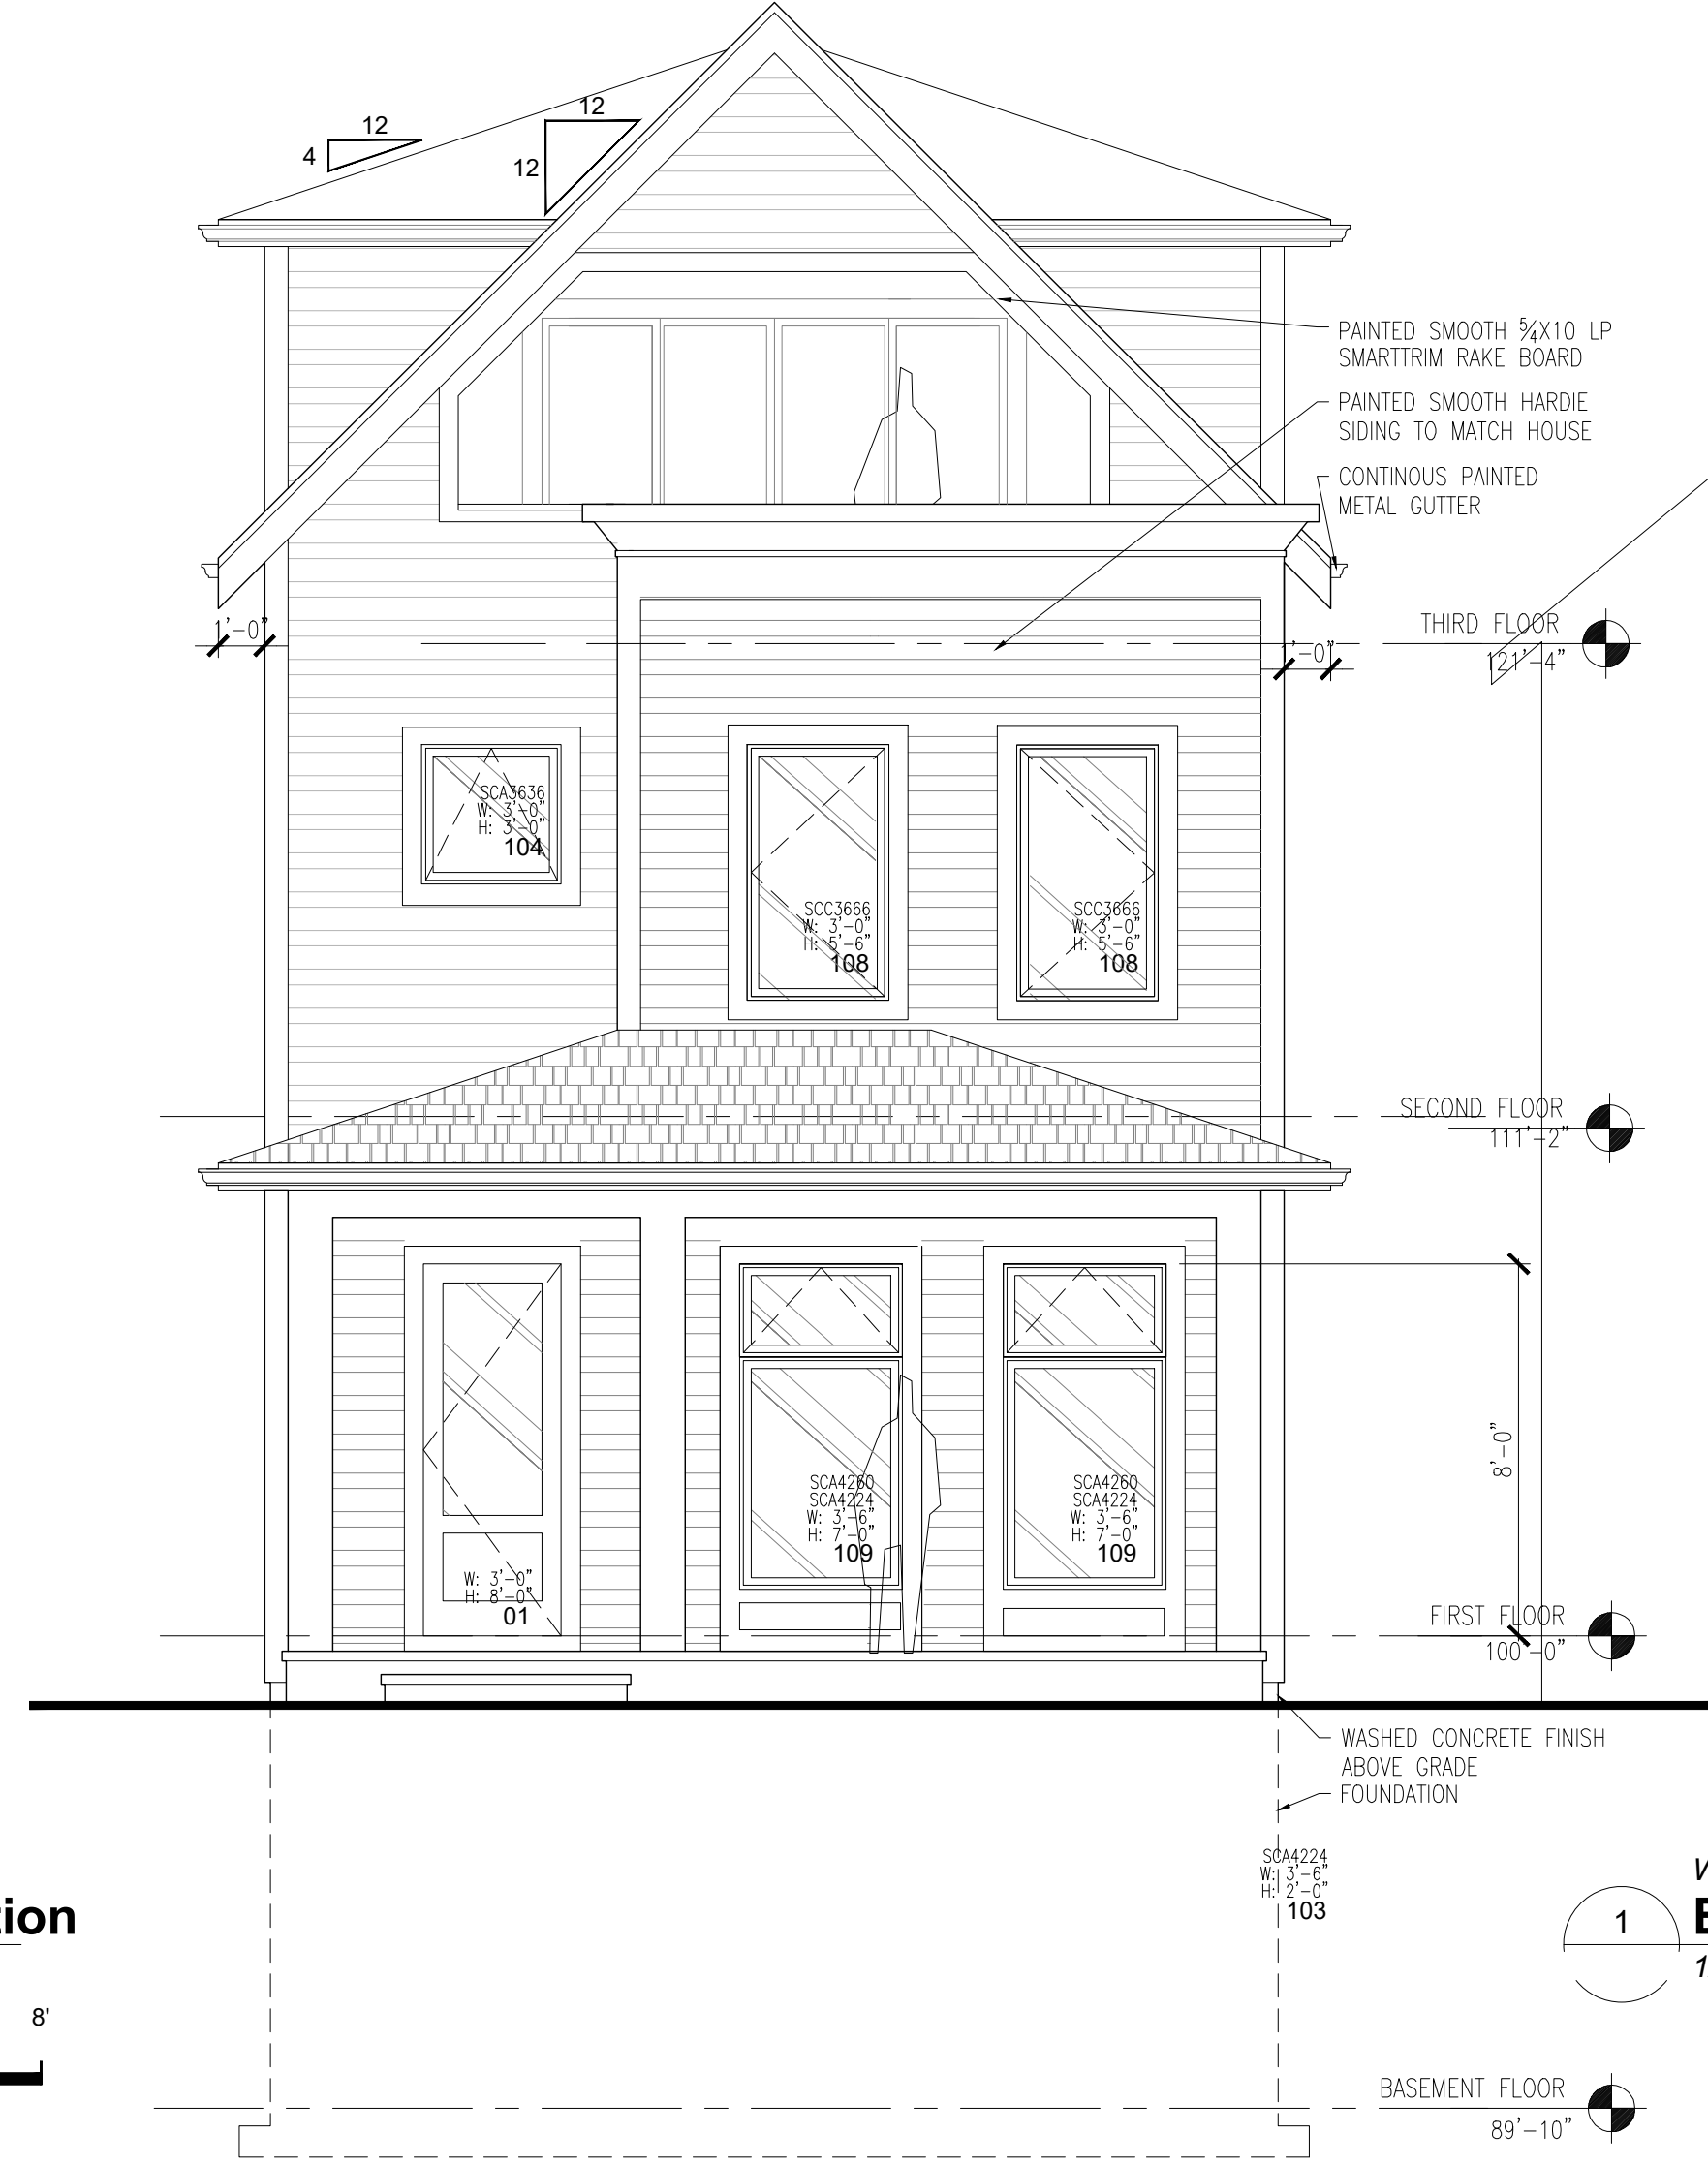 12
12
4
12
PAINTED SMOOTH 5/4X10 LP
SMARTTRIM RAKE BOARD
PAINTED SMOOTH HARDIE
SIDING TO MATCH HOUSE
CONTINOUS PAINTED
METAL GUTTER
1'-0"
THIRD FLOOR
121'-4"
1'-0"
SCA3636
W: 3'-0"
H: 3'-0"
104
SCC3666
W: 3'-0"
H: 5'-6"
108
SCC3666
W: 3'-0"
H: 5'-6"
108
SECOND FLOOR
111'-2"
8'-0"
SCA4260
SCA4224
W: 3'-6"
H: 7'-0"
109
SCA4260
SCA4224
W: 3'-6"
H: 7'-0"
109
W: 3'-0"
H: 8'-0"
01
FIRST FLOOR
100'-0"
WASHED CONCRETE FINISH
ABOVE GRADE
FOUNDATION
SCA4224
W: 3'-6"
H: 2'-0"
103
tion
1
8'
BASEMENT FLOOR
89'-10"